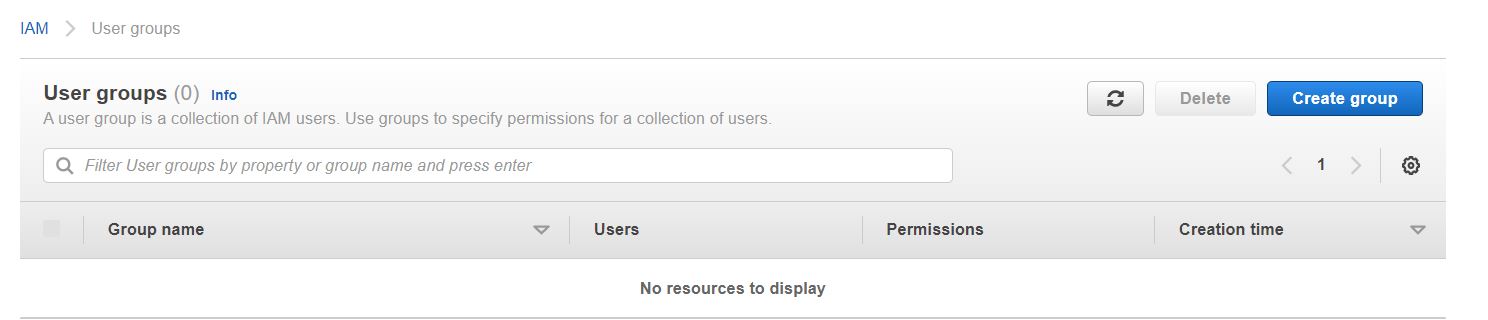 IAM User groups
User groups (0) Info
Delete
Create group
A user group is a collection of IAM users. Use groups to specify permissions for a collection of users.
Filter User groups by property or group name and press enter
1
Group name Users Permissions Creation time
No resources to display